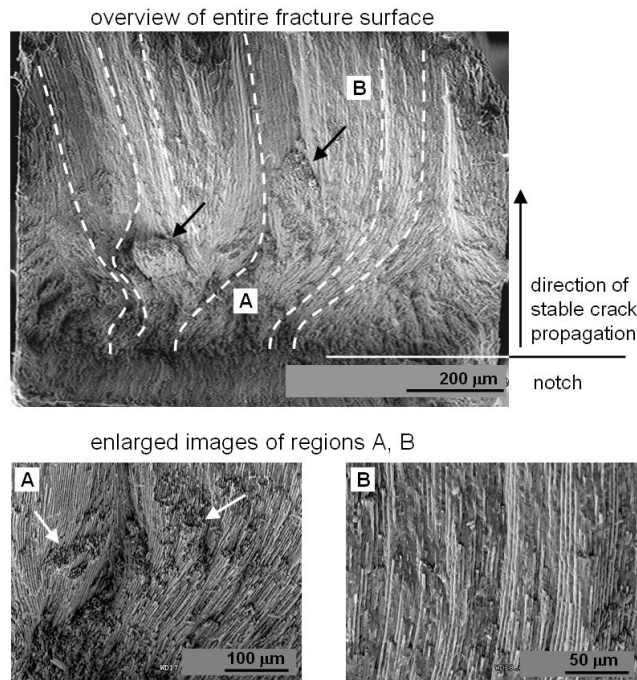 overview of entire fracture surface
B
A
direction of
stable crack
propagation
200 µm
notch
enlarged images of regions A, B
A
B
100 µm
50 µm